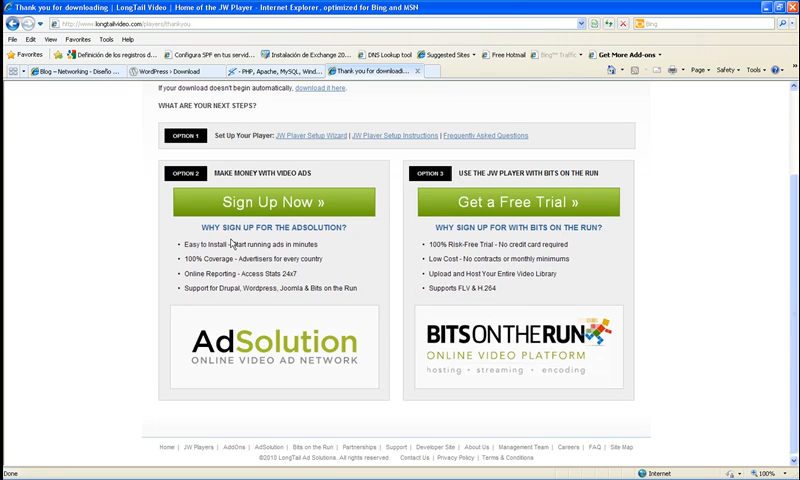 Thank you for downloading | LongTail Video | Home of the JW Player - Internet Explorer, optimized for Bing and MSN
http://www.longtailvideo.com/players/thankyou
Bing
File Edit View Favorites Tools Help
Favorites Definición de los registros d... Configura SPF en tus servid... Instalación de Exchange 20... DNS Lookup tool Suggested Sites Free Hotmail Bing™ Traffic Get More Add-ons
Blog – Networking - Diseño ... WordPress › Download - PHP, Apache, MySQL, Wind... Thank you for downloadi...
Page Safety Tools
If your download doesn't begin automatically, download it here.
WHAT ARE YOUR NEXT STEPS?
OPTION 1 Set Up Your Player: JW Player Setup Wizard | JW Player Setup Instructions | Frequently Asked Questions
OPTION 2 MAKE MONEY WITH VIDEO ADS
Sign Up Now »
WHY SIGN UP FOR THE ADSOLUTION?
• Easy to Install - Start running ads in minutes
• 100% Coverage - Advertisers for every country
• Online Reporting - Access Stats 24x7
• Support for Drupal, Wordpress, Joomla & Bits on the Run
AdSolution
ONLINE VIDEO AD NETWORK
OPTION 3 USE THE JW PLAYER WITH BITS ON THE RUN
Get a Free Trial »
WHY SIGN UP FOR WITH BITS ON THE RUN?
• 100% Risk-Free Trial - No credit card required
• Low Cost - No contracts or monthly minimums
• Upload and Host Your Entire Video Library
• Supports FLV & H.264
BITSONTHERUN
ONLINE VIDEO PLATFORM
hosting • streaming • encoding
Home | JW Players | AddOns | AdSolution | Bits on the Run | Partnerships | Support | Developer Site | About Us | Management Team | Careers | FAQ | Site Map
©2010 LongTail Ad Solutions. All rights reserved. Contact Us | Privacy Policy | Terms & Conditions
Done Internet 100%